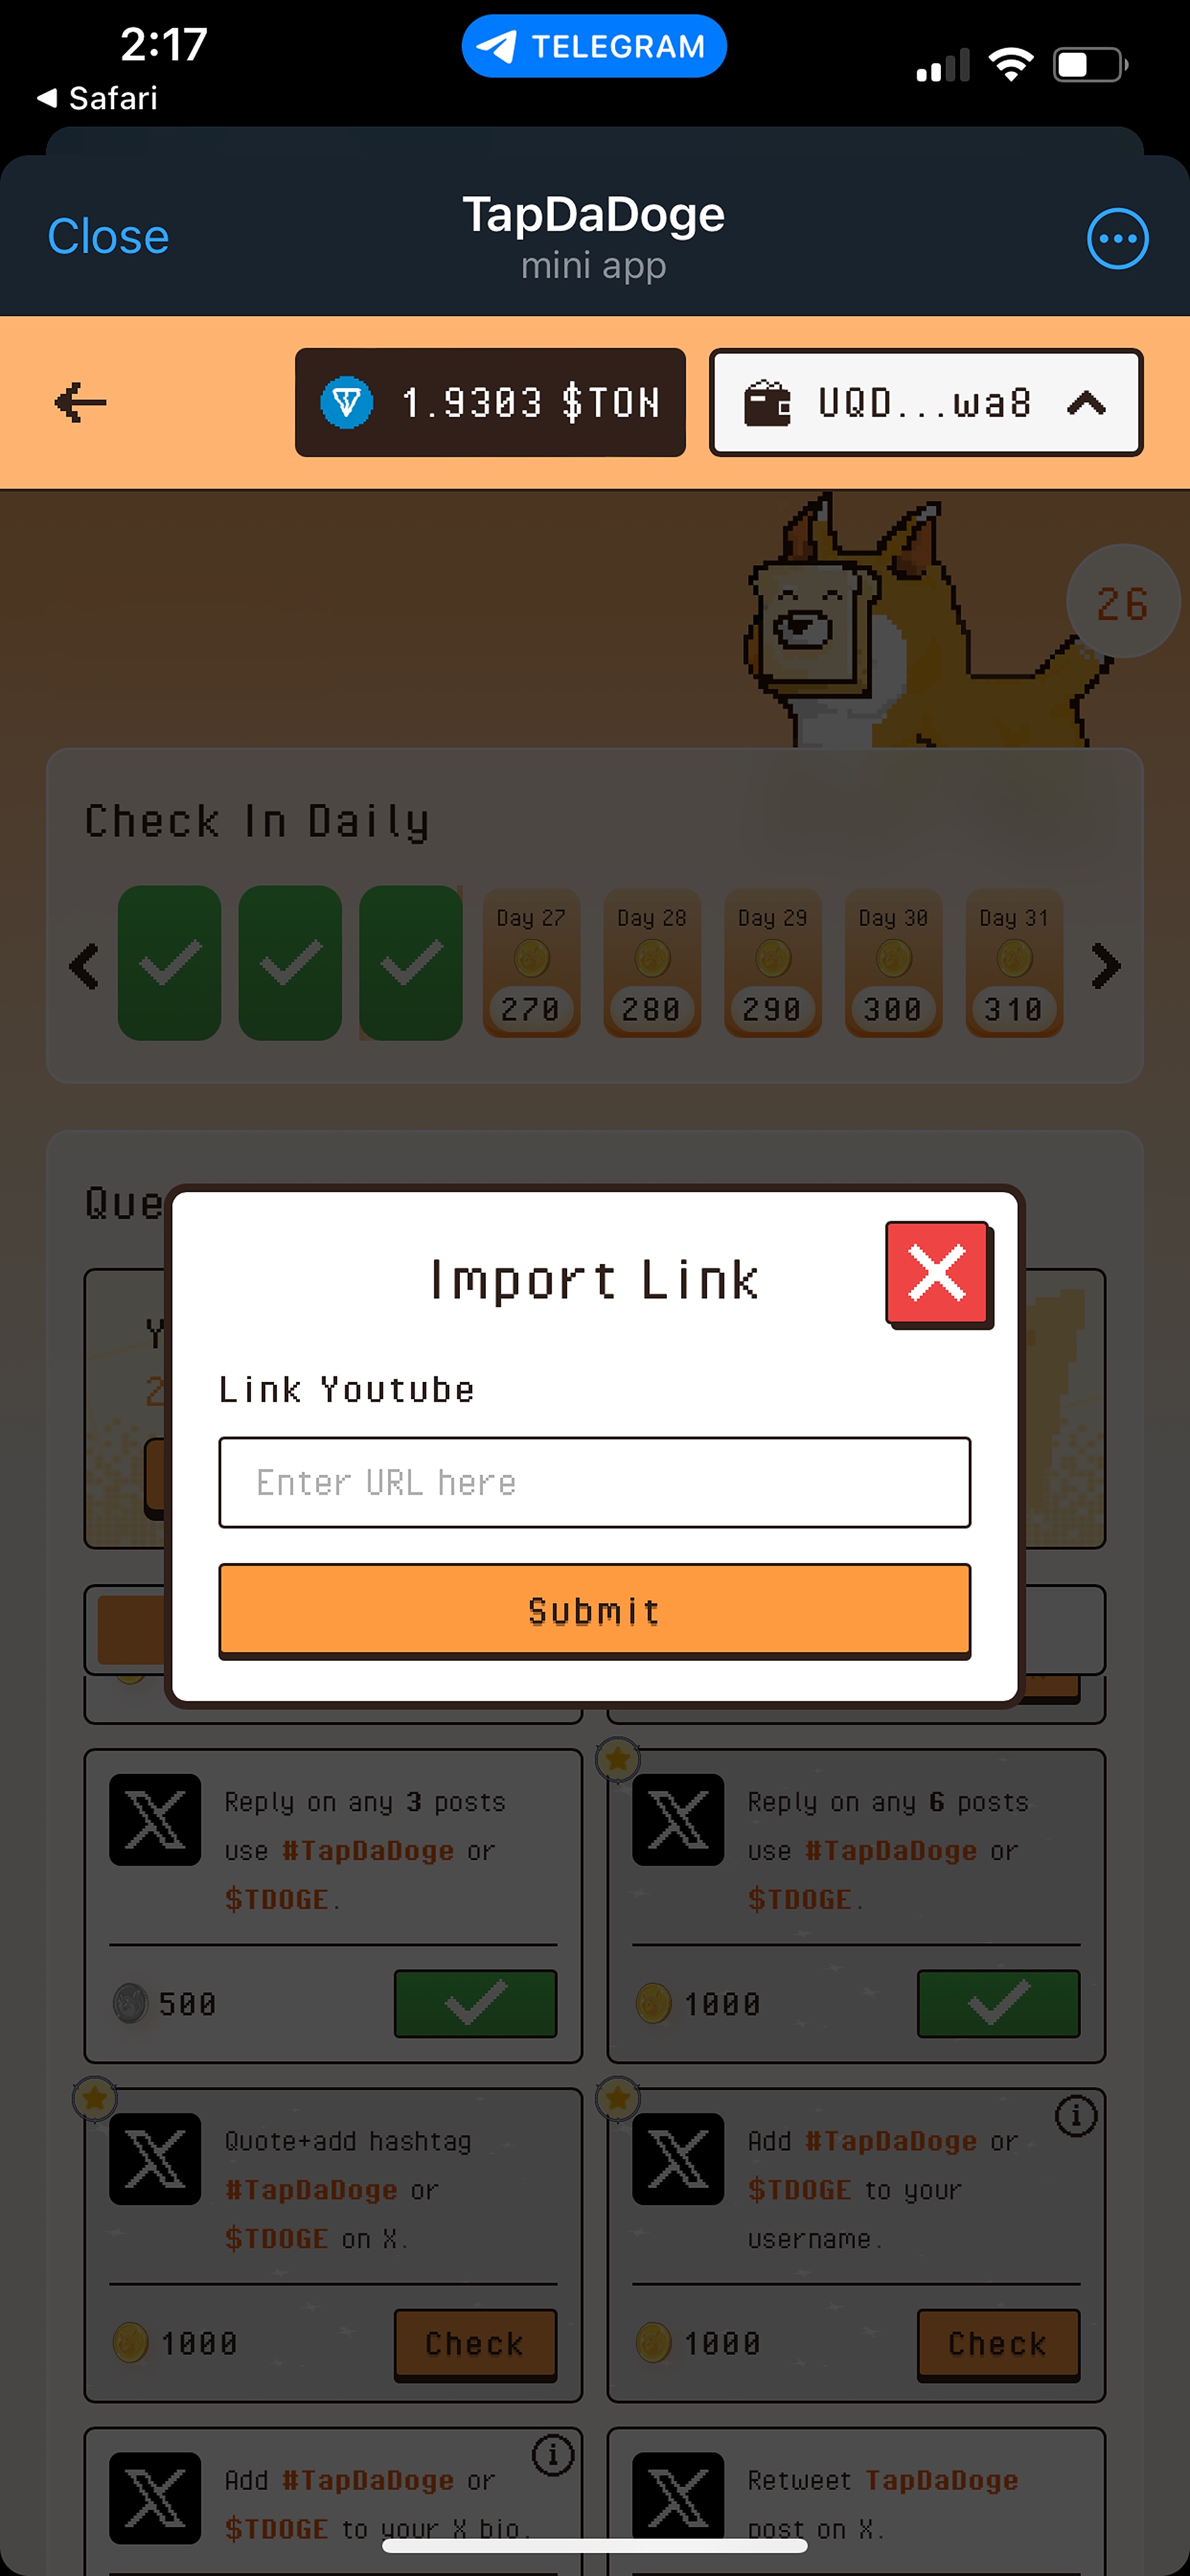 2:17
TELEGRAM
Safari
Close
TapDaDoge
mini app
1.9303 $TON
UQD...wa8
26
Check In Daily
Day 27
Day 28
Day 29
Day 30
Day 31
270
280
290
300
310
Que
Import Link
Y
2
Link Youtube
Enter URL here
Submit
Reply on any 3 posts
use #TapDaDoge or
$TDOGE.
500
Reply on any 6 posts
use #TapDaDoge or
$TDOGE.
1000
Quote+add hashtag
#TapDaDoge or
$TDOGE on X.
1000
Check
Add #TapDaDoge or
$TDOGE to your
username.
1000
Check
Add #TapDaDoge or
$TDOGE to your X bio.
Retweet TapDaDoge
post on X.